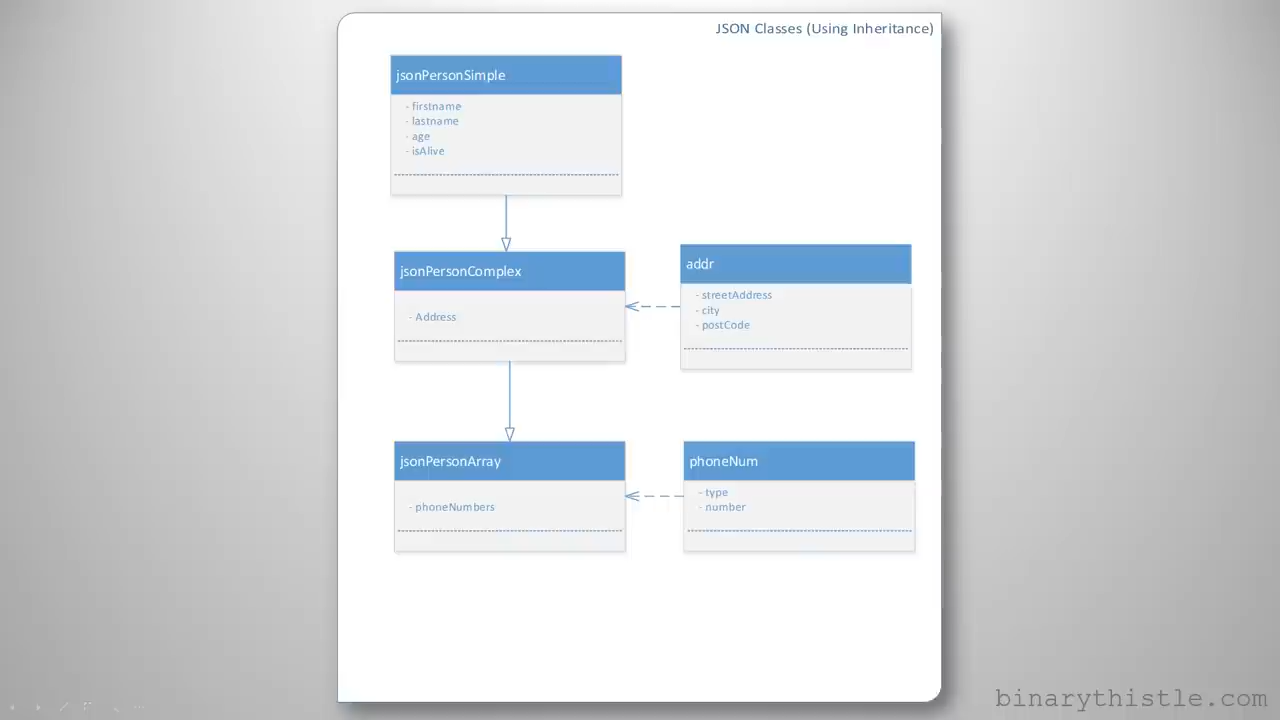 JSON Classes (Using Inheritance)
jsonPersonSimple
- firstname
- lastname
- age
- isAlive
jsonPersonComplex
- Address
addr
- streetAddress
- city
- postCode
jsonPersonArray
- phoneNumbers
phoneNum
- type
- number
binarythistle.com